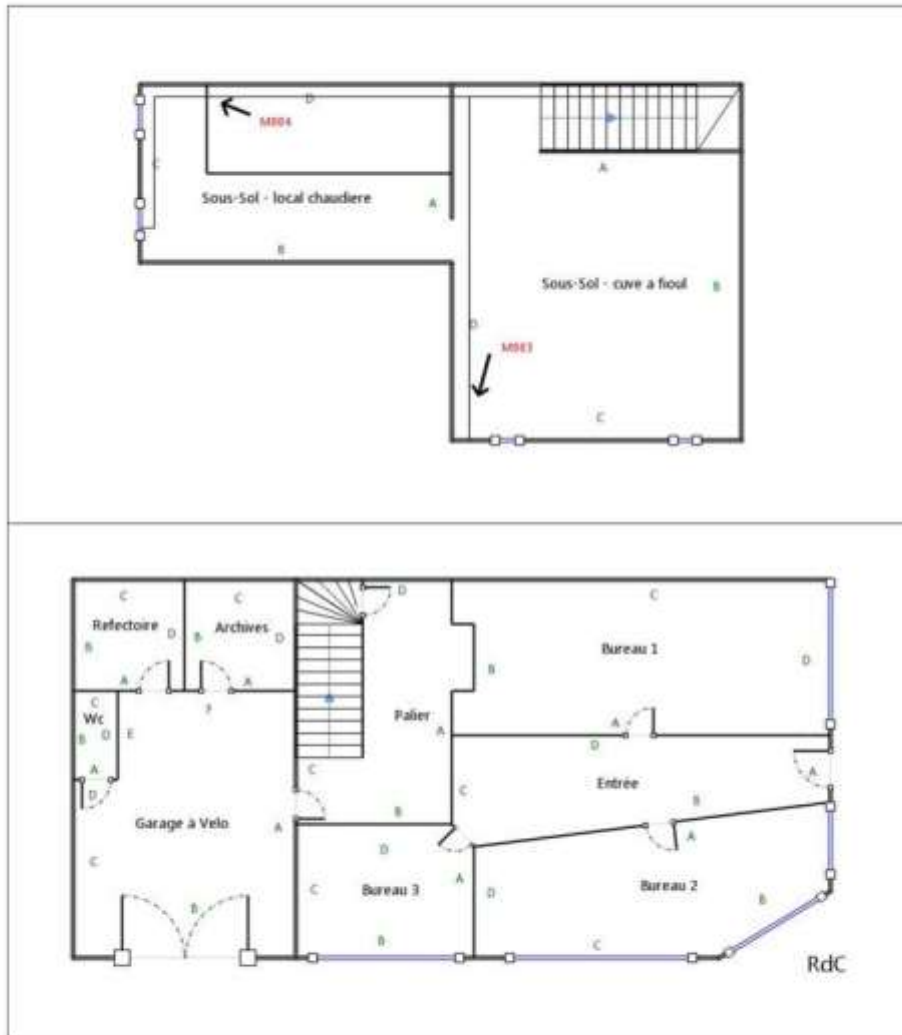 D
M004
C
A
Sous-Sol - local chaudiere
A
B
Sous-Sol - cuve a fioul
B
D
M003
C
C
C
D
C
Refectoire
D
Archives
D
B
B
Bureau 1
D
B
A
A
C
F
A
Wc
E
Palier
A
D
B
D
A
Entrée
A
D
C
C
B
Garage à Velo
A
B
A
C
D
A
C
Bureau 3
D
Bureau 2
B
B
B
C
RdC